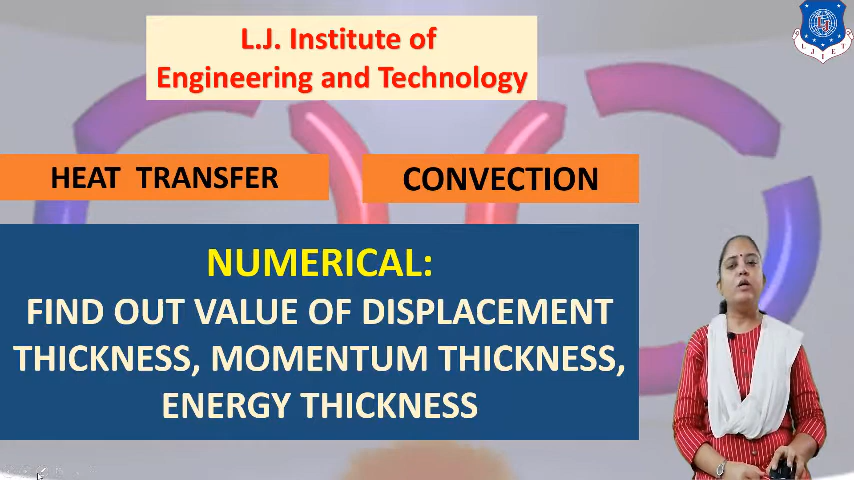 L.J. Institute of
Engineering and Technology
LJIET
HEAT TRANSFER
CONVECTION
NUMERICAL:
FIND OUT VALUE OF DISPLACEMENT
THICKNESS, MOMENTUM THICKNESS,
ENERGY THICKNESS